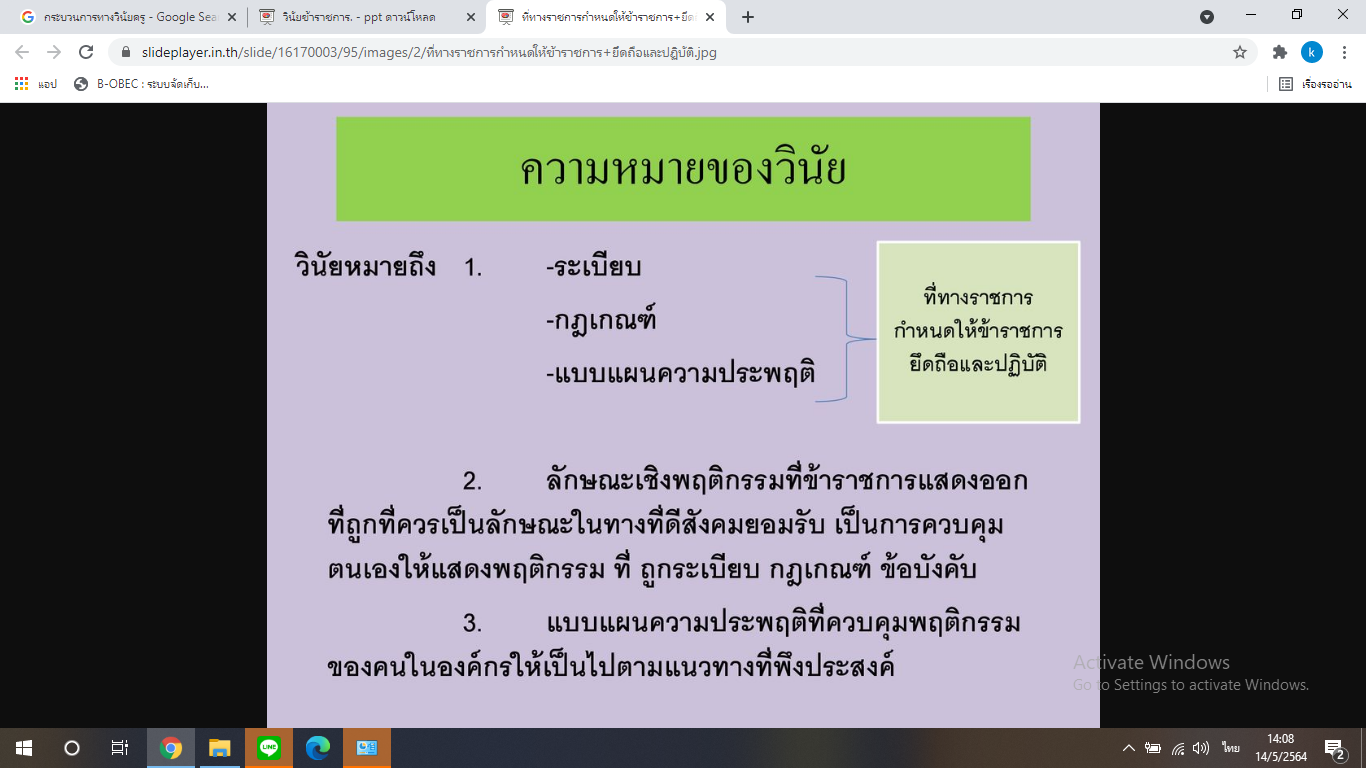 กระบวนการทางวินัยครู - Google Sea
วินัยข้าราชการ. - ppt ดาวน์โหลด
ที่ทางราชการกำหนดให้ข้าราชการ+ยึด
slideplayer.in.th/slide/16170003/95/images/2/ที่ทางราชการกำหนดให้ข้าราชการ+ยึดถือและปฏิบัติ.jpg
k
แอป
B-OBEC : ระบบจัดเก็บ...
เรื่องรออ่าน
ความหมายของวินัย
วินัยหมายถึง 1. -ระเบียบ
-กฎเกณฑ์
-แบบแผนความประพฤติ
ที่ทางราชการ
กำหนดให้ข้าราชการ
ยึดถือและปฏิบัติ
2. ลักษณะเชิงพฤติกรรมที่ข้าราชการแสดงออก
ที่ถูกที่ควรเป็นลักษณะในทางที่ดีสังคมยอมรับ เป็นการควบคุม
ตนเองให้แสดงพฤติกรรม ที่ ถูกระเบียบ กฎเกณฑ์ ข้อบังคับ
3. แบบแผนความประพฤติที่ควบคุมพฤติกรรม
ของคนในองค์กรให้เป็นไปตามแนวทางที่พึงประสงค์
Activate Windows
Go to Settings to activate Windows.
LINE
ไทย
14:08
14/5/2564
2